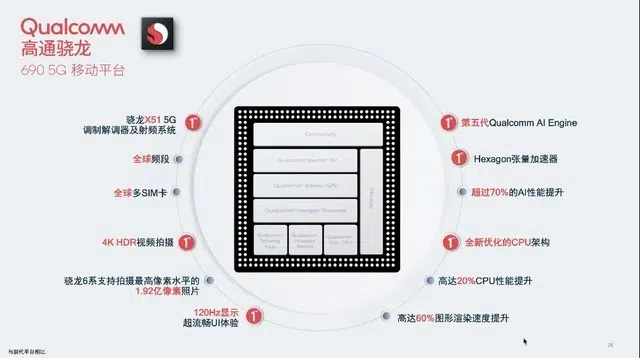 Qualcomm
高通骁龙
690 5G 移动平台
骁龙X51 5G
调制解调器及射频系统
全球频段
全球多SIM卡
4K HDR视频拍摄
骁龙6系支持拍摄最高像素水平的
1.92亿像素照片
120Hz显示
超流畅UI体验
Connectivity
Qualcomm Spectra ISP
Qualcomm Adreno GPU
Qualcomm Hexagon Processor
Qualcomm
Sensing
Hub
Qualcomm
Processor
Security
Qualcomm
Kryo CPU
Memory
第五代Qualcomm AI Engine
Hexagon张量加速器
超过70%的AI性能提升
全新优化的CPU架构
高达20%CPU性能提升
高达60%图形渲染速度提升
与前代平台相比